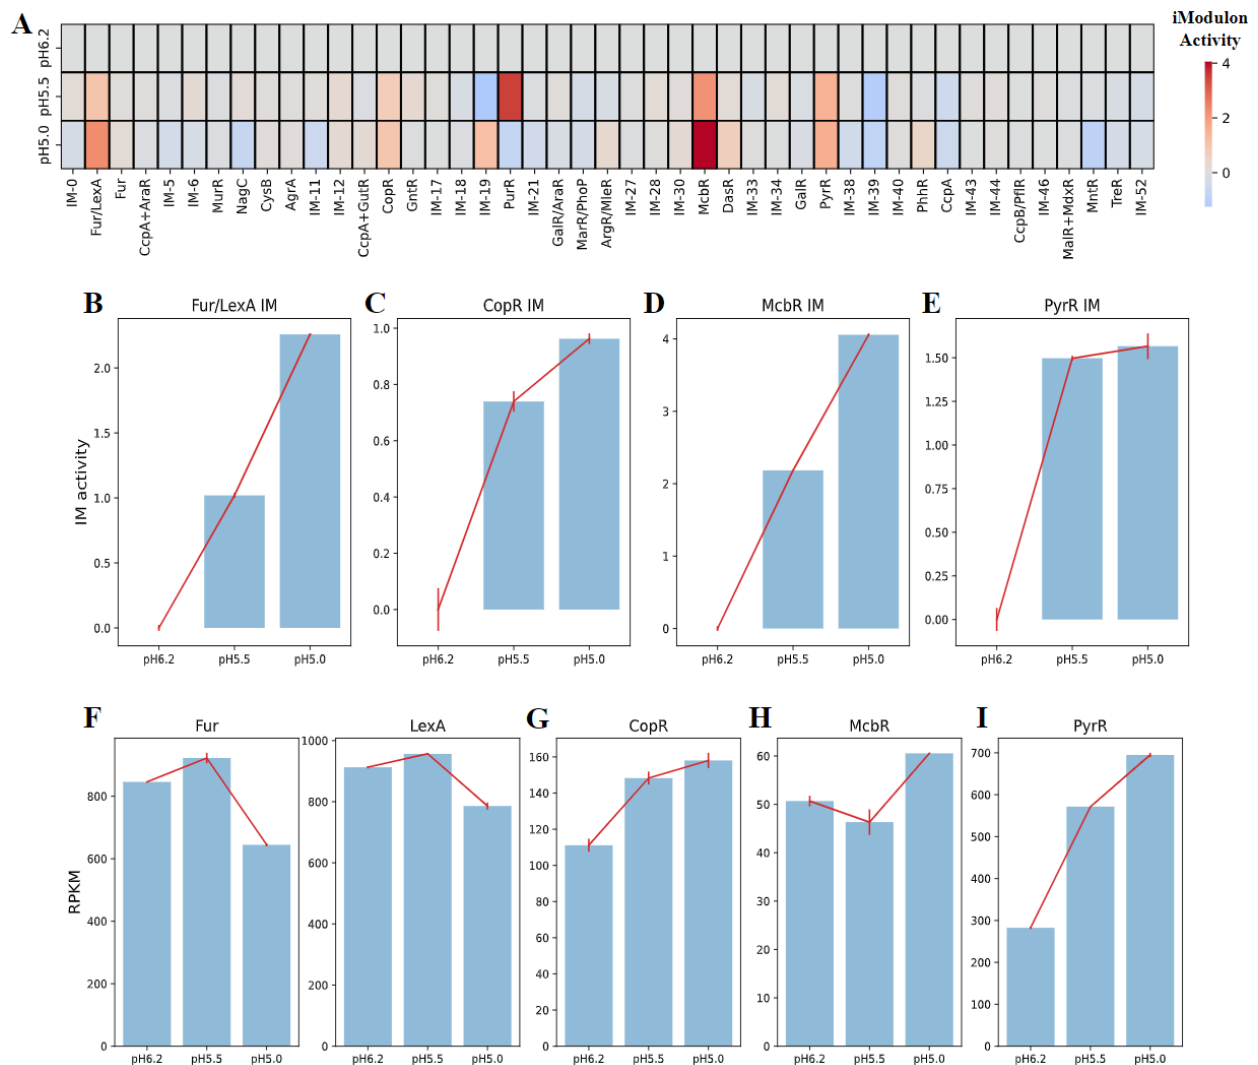 A
iModulon
Activity
pH6.2
pH5.5
pH5.0
4
2
0
IM-0
Fur/LexA
Fur
CcpA+AraR
IM-5
IM-6
MurR
NagC
CysB
AgrA
IM-11
IM-12
CcpA+GutR
CopR
GntR
IM-17
IM-18
IM-19
PurR
IM-21
GalR/AraR
MarR/PhoP
ArgR/MleR
IM-27
IM-28
IM-30
McbR
DasR
IM-33
IM-34
GalR
PyrR
IM-38
IM-39
IM-40
PhhR
CcpA
IM-43
IM-44
CcpB/PflR
IM-46
MalR+MdxR
MntR
TreR
IM-52
B
Fur/LexA IM
IM activity
2.0
1.5
1.0
0.5
0.0
pH6.2 pH5.5 pH5.0
C
CopR IM
1.0
0.8
0.6
0.4
0.2
0.0
pH6.2 pH5.5 pH5.0
D
McbR IM
4
3
2
1
0
pH6.2 pH5.5 pH5.0
E
PyrR IM
1.50
1.25
1.00
0.75
0.50
0.25
0.00
pH6.2 pH5.5 pH5.0
F
Fur
RPKM
800
600
400
200
0
pH6.2 pH5.5 pH5.0
LexA
1000
800
600
400
200
0
pH6.2 pH5.5 pH5.0
G
CopR
160
140
120
100
80
60
40
20
0
pH6.2 pH5.5 pH5.0
H
McbR
60
50
40
30
20
10
0
pH6.2 pH5.5 pH5.0
I
PyrR
700
600
500
400
300
200
100
0
pH6.2 pH5.5 pH5.0